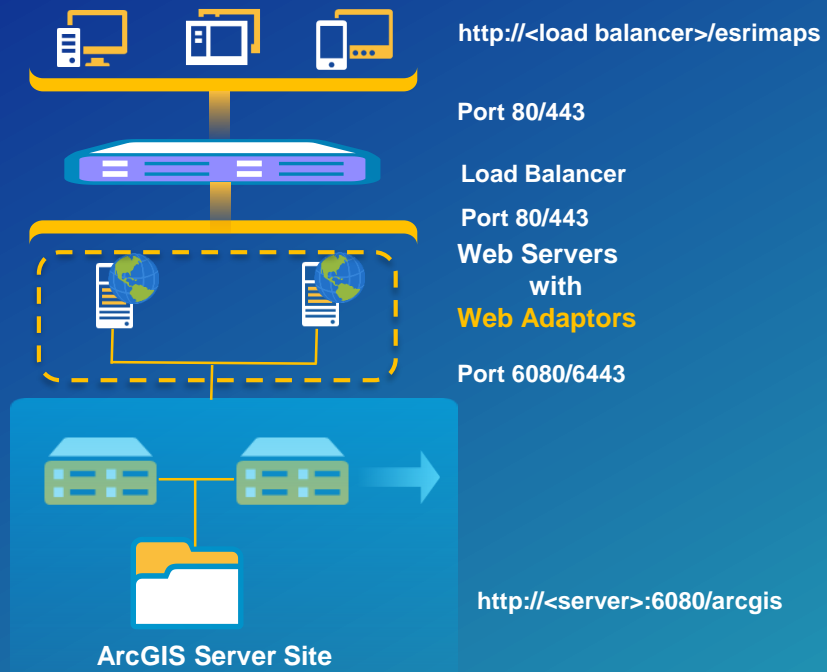 http://<load balancer>/esrimaps
Port 80/443
Load Balancer
Port 80/443
Web Servers
with
Web Adaptors
Port 6080/6443
http://<server>:6080/arcgis
ArcGIS Server Site